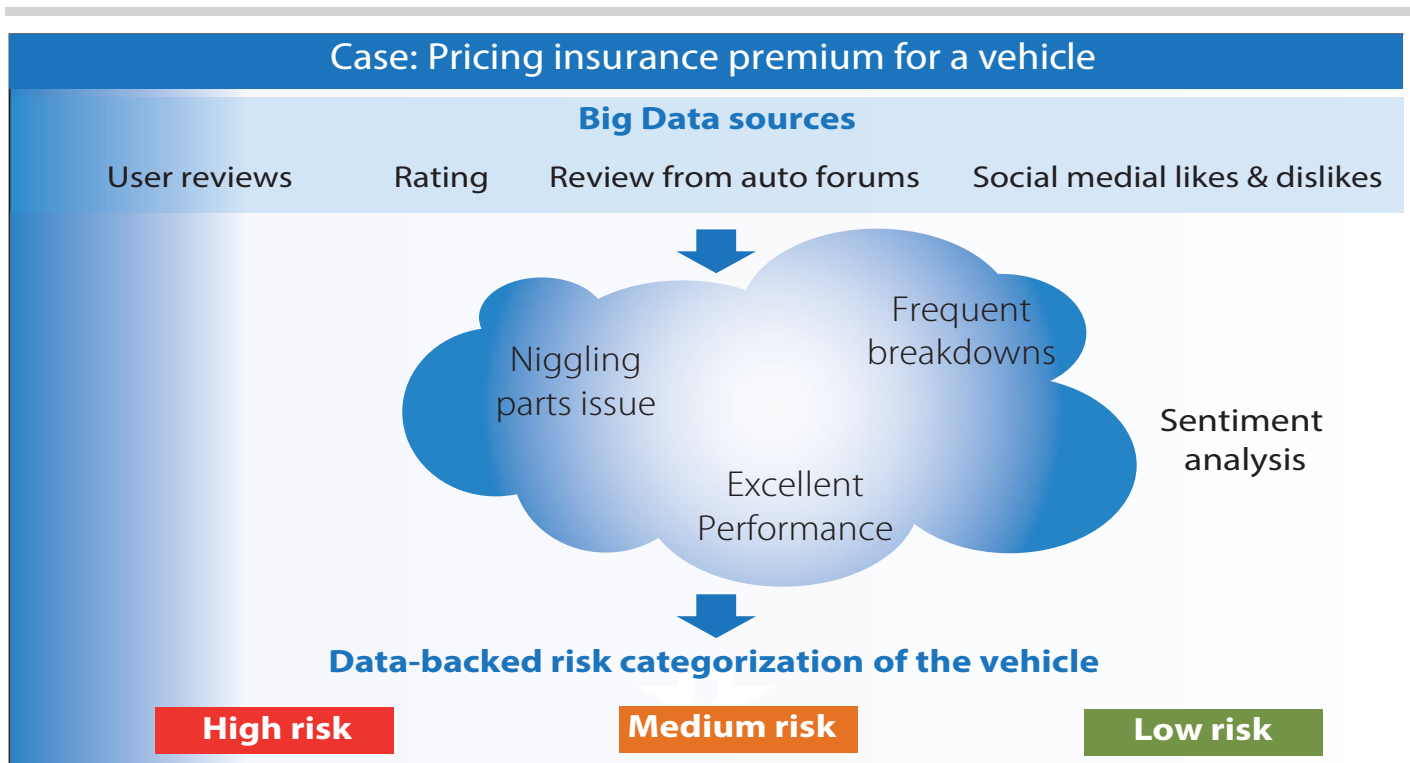 Case: Pricing insurance premium for a vehicle
Big Data sources
User reviews Rating Review from auto forums Social medial likes & dislikes
Frequent
breakdowns
Niggling
parts issue
Sentiment
analysis
Excellent
Performance
Data-backed risk categorization of the vehicle
High risk Medium risk Low risk